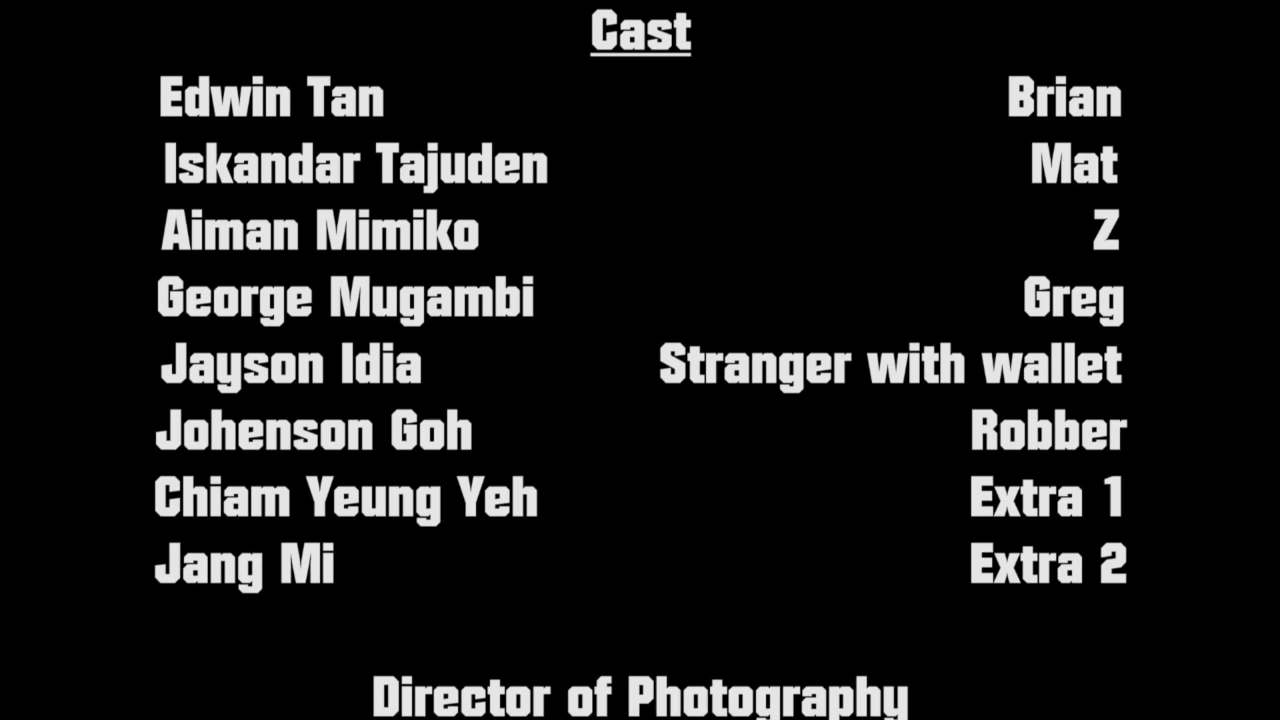 Cast
Edwin Tan Brian
Iskandar Tajuden Mat
Aiman Mimiko Z
George Mugambi Greg
Jayson Idia Stranger with wallet
Johenson Goh Robber
Chiam Yeung Yeh Extra 1
Jang Mi Extra 2
Director of Photography